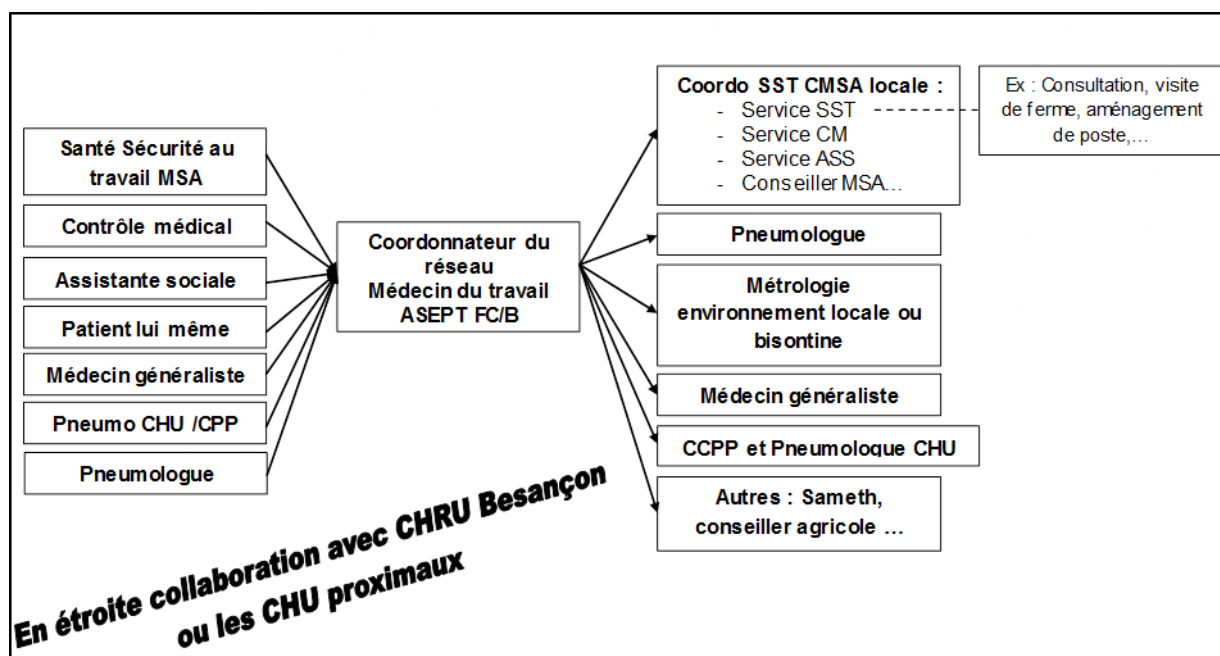 Santé Sécurité au
travail MSA
Contrôle médical
Assistante sociale
Patient lui même
Médecin généraliste
Pneumo CHU /CPP
Pneumologue
Coordonnateur du
réseau
Médecin du travail
ASEPT FC/B
Coordo SST CMSA locale :
- Service SST
- Service CM
- Service ASS
- Conseiller MSA…
Ex : Consultation, visite
de ferme, aménagement
de poste,…
Pneumologue
Métrologie
environnement locale ou
bisontine
Médecin généraliste
CCPP et Pneumologue CHU
Autres : Sameth,
conseiller agricole …
En étroite collaboration avec CHRU Besançon
ou les CHU proximaux